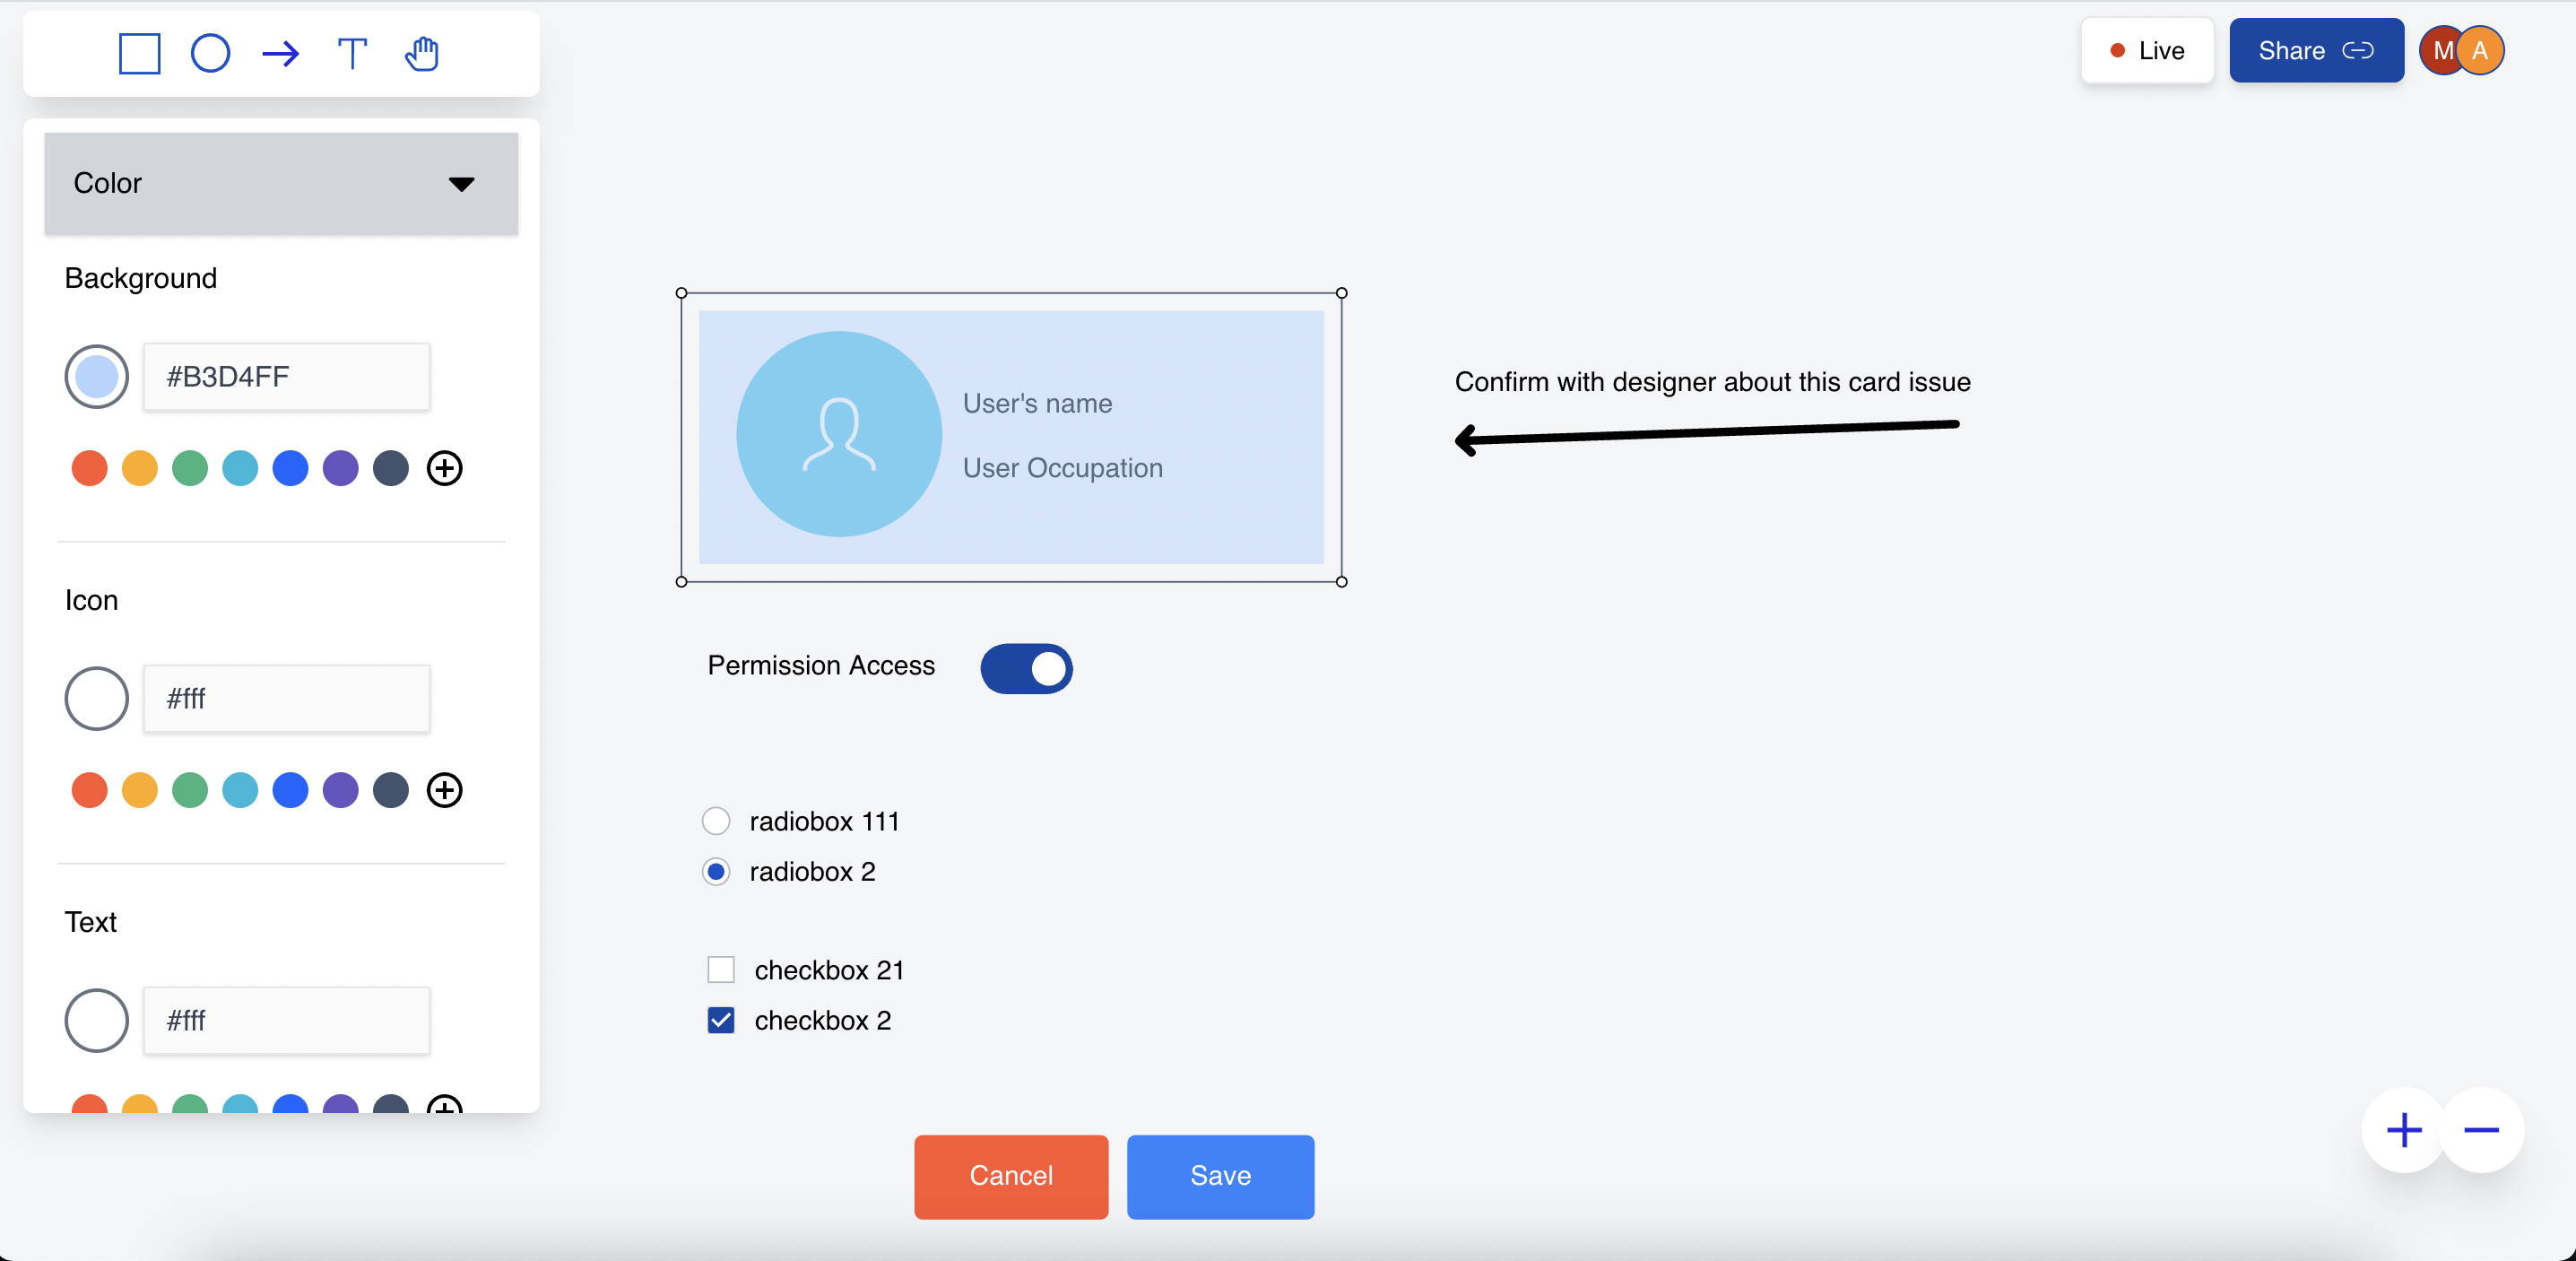 Live
Share
M
A
Color
Background
#B3D4FF
Icon
#fff
Text
#fff
User's name
User Occupation
Confirm with designer about this card issue
Permission Access
radiobox 111
radiobox 2
checkbox 21
checkbox 2
Cancel
Save